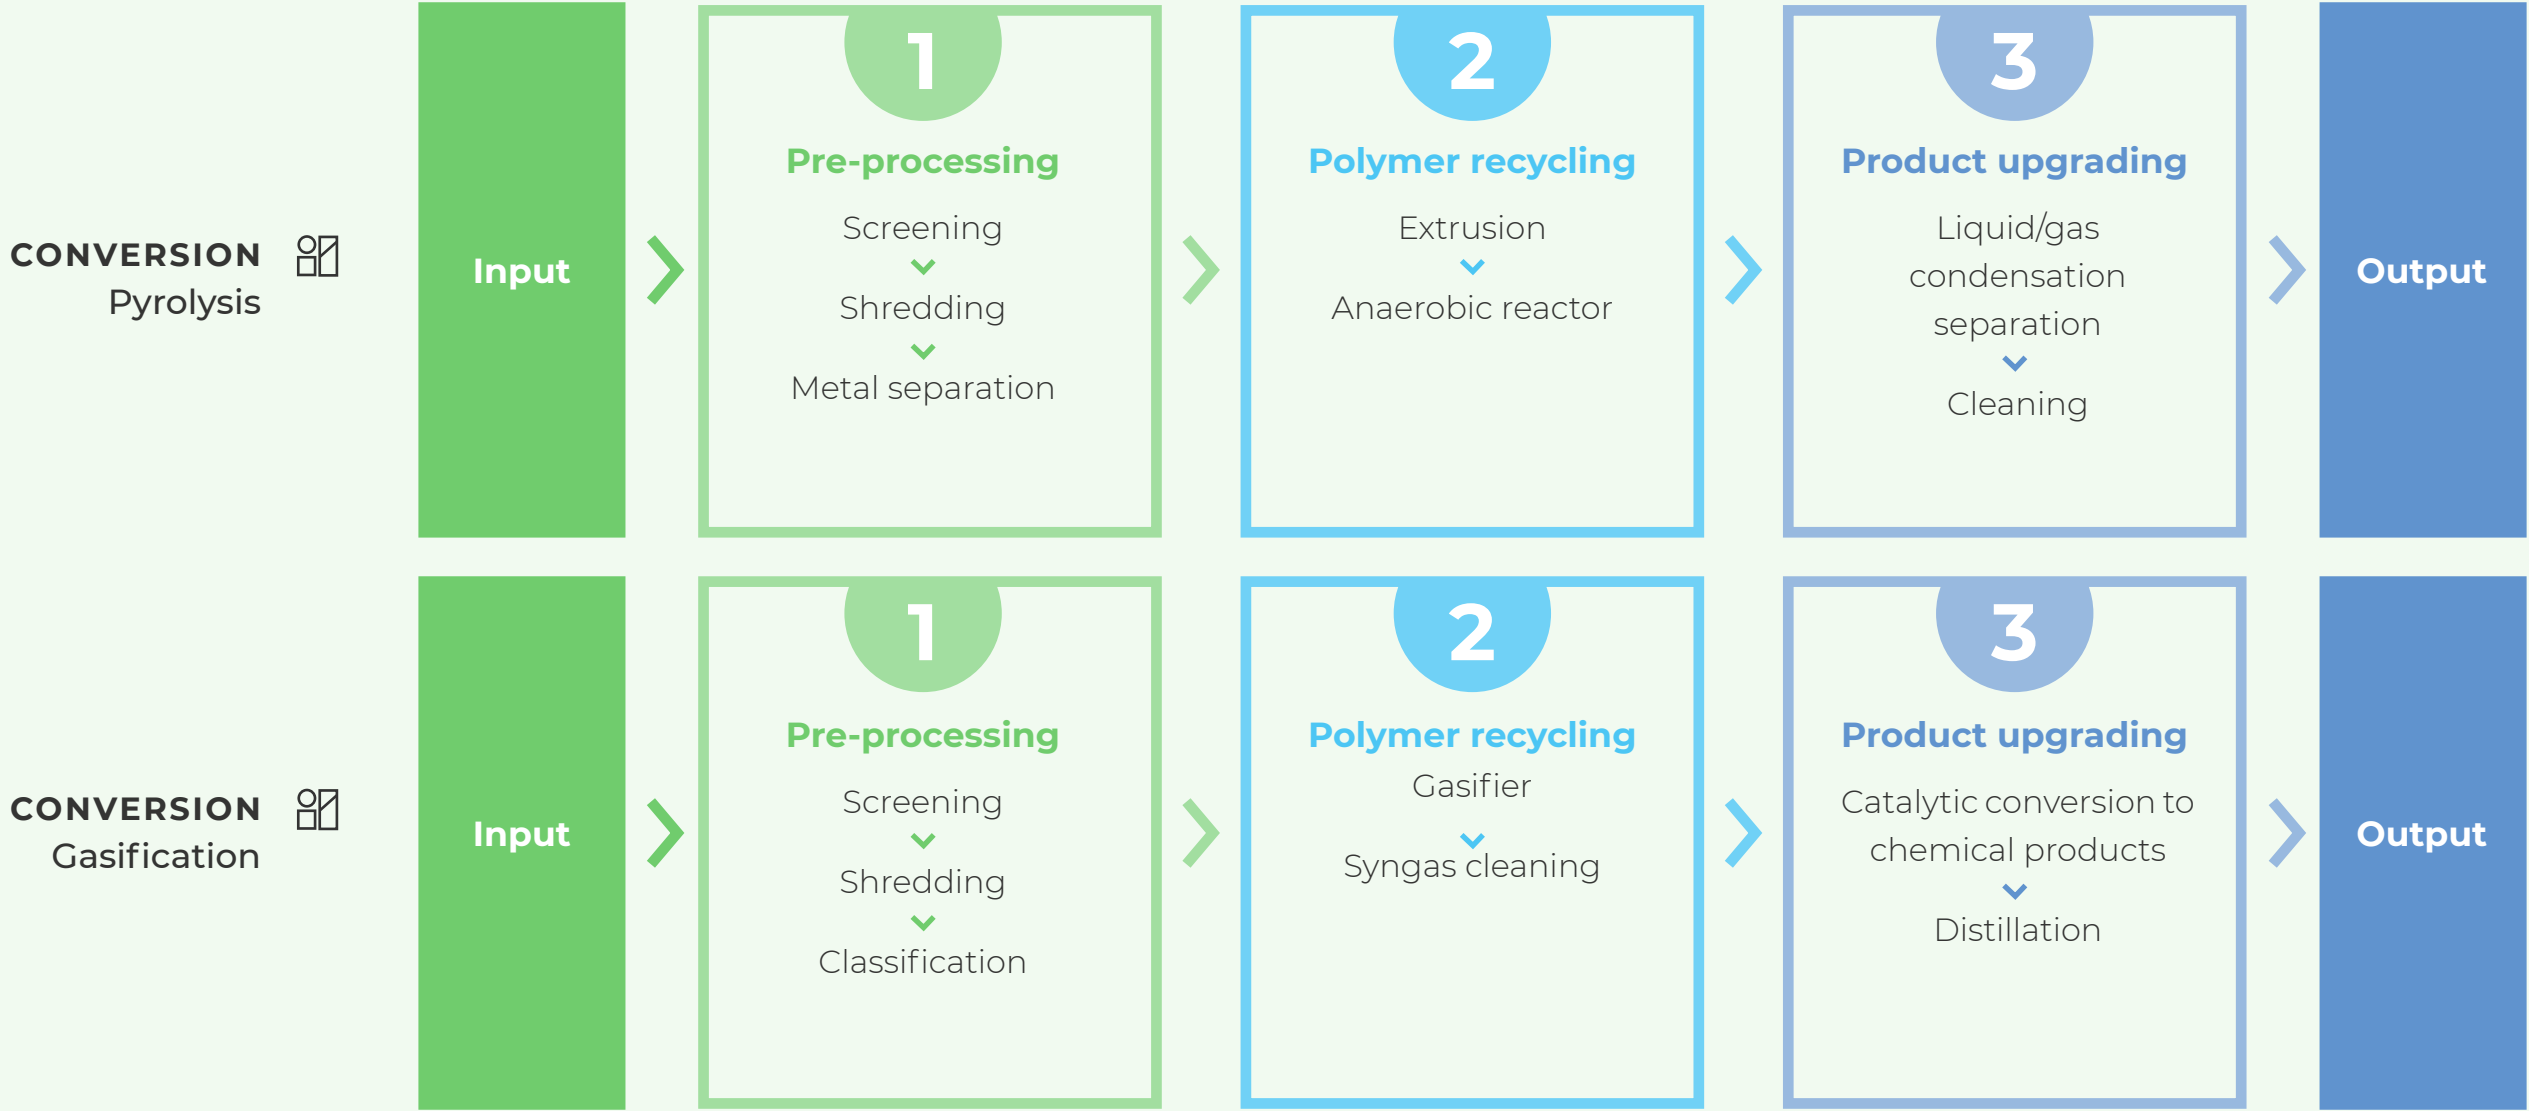 CONVERSION
Pyrolysis
Input
1
Pre-processing
Screening
Shredding
Metal separation
2
Polymer recycling
Extrusion
Anaerobic reactor
3
Product upgrading
Liquid/gas
condensation
separation
Cleaning
Output
CONVERSION
Gasification
Input
1
Pre-processing
Screening
Shredding
Classification
2
Polymer recycling
Gasifier
Syngas cleaning
3
Product upgrading
Catalytic conversion to
chemical products
Distillation
Output